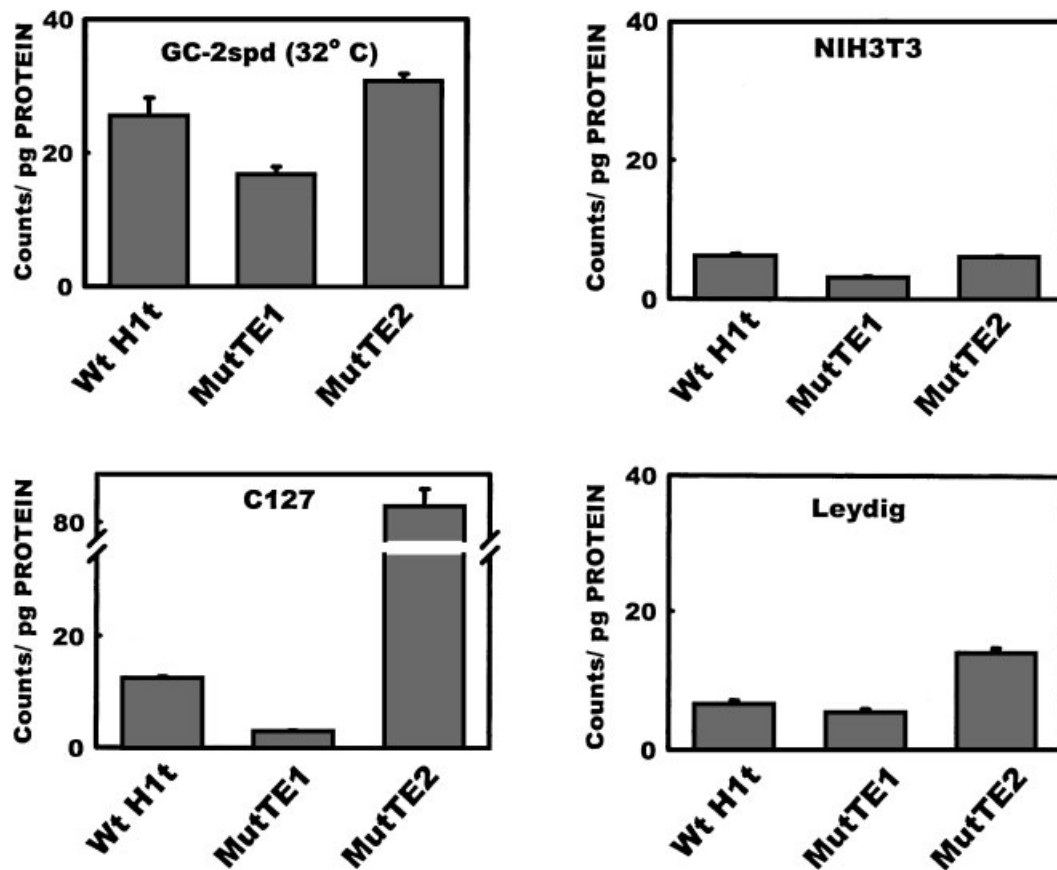 GC-2spd (32° C)
Counts/ pg PROTEIN
40
20
0
Wt H1t
MutTE1
MutTE2
NIH3T3
Counts/ pg PROTEIN
40
20
0
Wt H1t
MutTE1
MutTE2
C127
Counts/ pg PROTEIN
80
20
0
Wt H1t
MutTE1
MutTE2
Leydig
Counts/ pg PROTEIN
40
20
0
Wt H1t
MutTE1
MutTE2